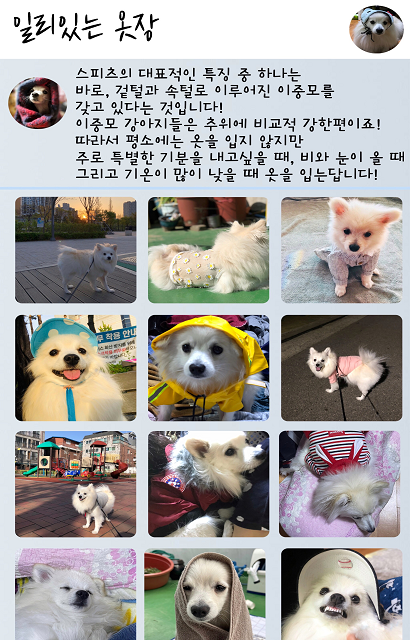 일리있는 옷장
스피츠의 대표적인 특징 중 하나는
바로, 겉털과 속털로 이루어진 이중모를
갖고 있다는 것입니다!
이중모 강아지들은 추위에 비교적 강한편이죠!
따라서 평소에는 옷을 입지 않지만
주로 특별한 기분을 내고싶을 때, 비와 눈이 올 때
그리고 기온이 많이 낮을 때 옷을 입는답니다!
착용 안내